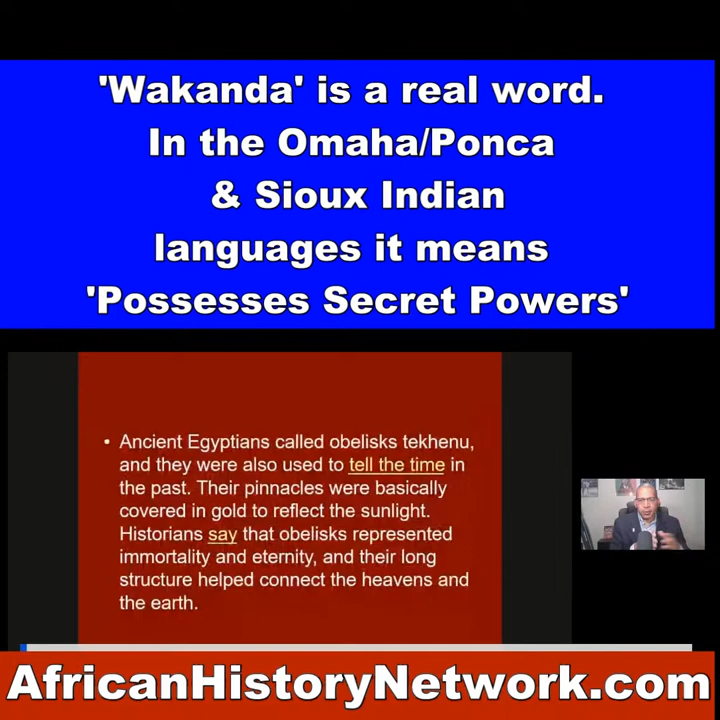 'Wakanda' is a real word.
In the Omaha/Ponca
& Sioux Indian
languages it means
'Possesses Secret Powers'
• Ancient Egyptians called obelisks tekhenu,
and they were also used to tell the time in
the past. Their pinnacles were basically
covered in gold to reflect the sunlight.
Historians say that obelisks represented
immortality and eternity, and their long
structure helped connect the heavens and
the earth.
AfricanHistoryNetwork.com